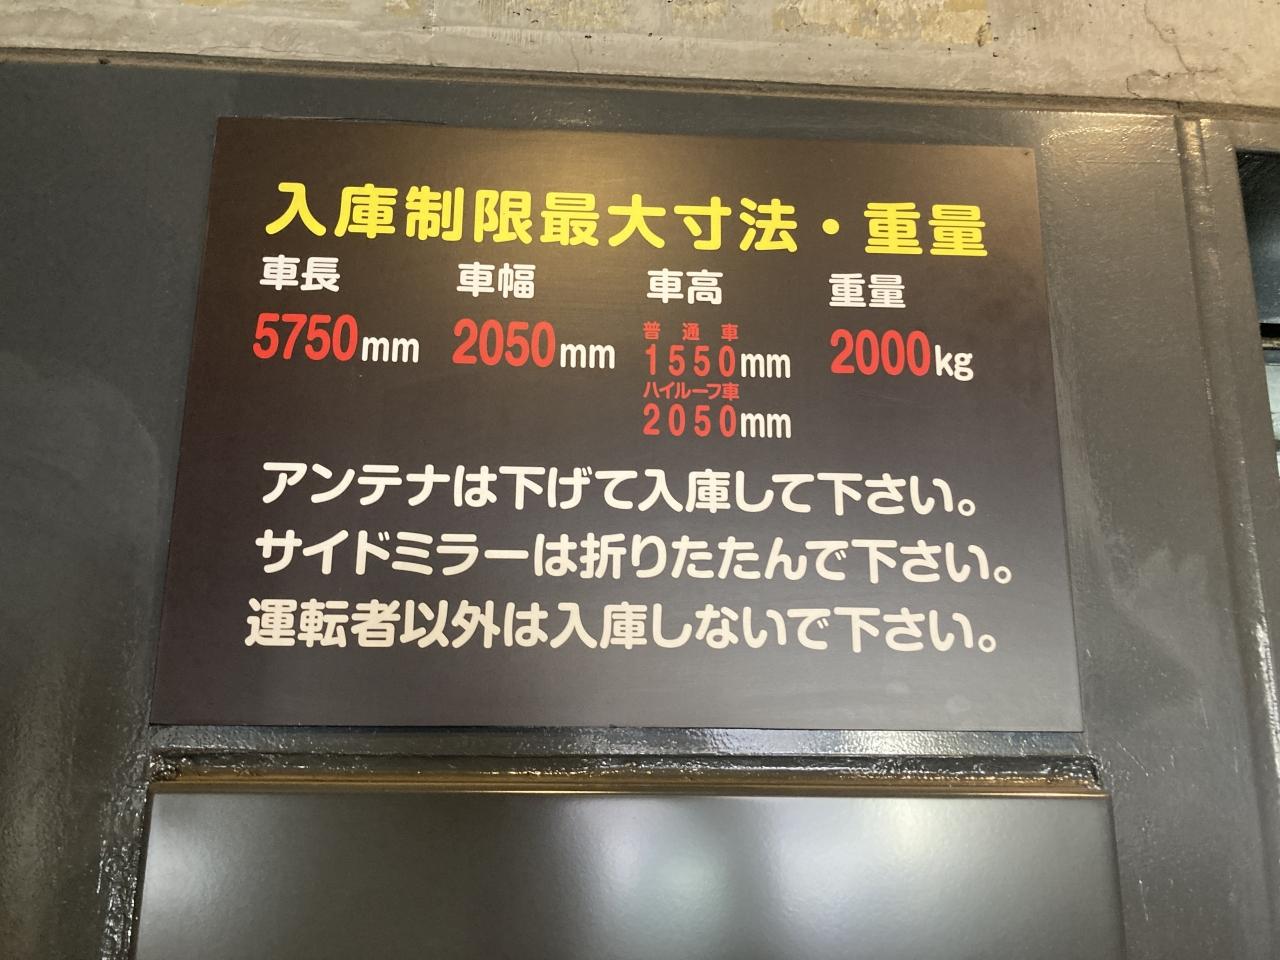 入庫制限最大寸法・重量
車長 車幅 車高 重量
普通車
5750mm 2050mm 1550mm 2000kg
ハイルーフ車
2050mm
アンテナは下げて入庫して下さい。
サイドミラーは折りたたんで下さい。
運転者以外は入庫しないで下さい。